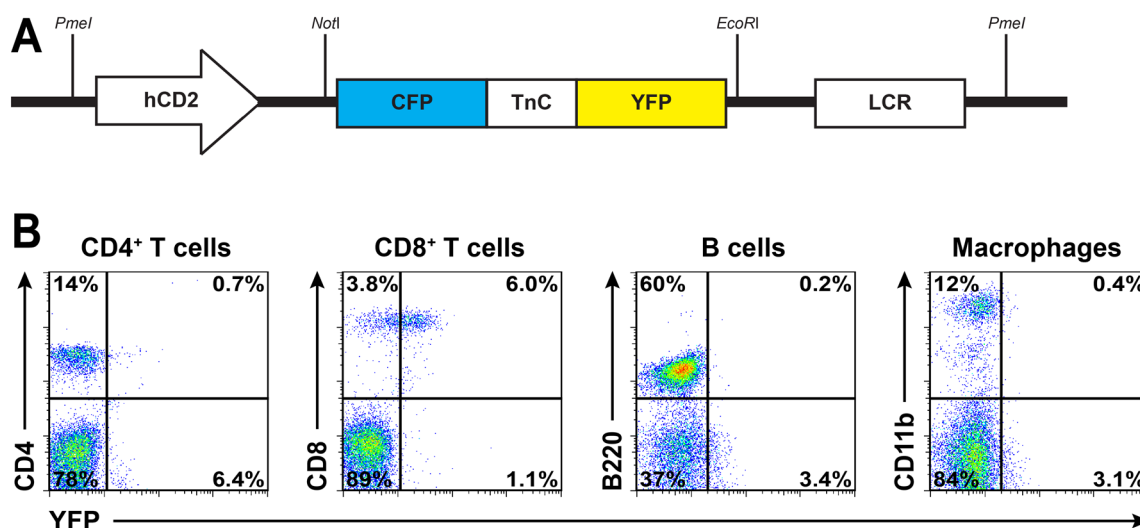 A
PmeI
NotI
EcoRI
PmeI
hCD2
CFP
TnC
YFP
LCR
B
CD4+ T cells
CD8+ T cells
B cells
Macrophages
14%
0.7%
3.8%
6.0%
60%
0.2%
12%
0.4%
CD4
CD8
B220
CD11b
78%
6.4%
89%
1.1%
37%
3.4%
84%
3.1%
YFP